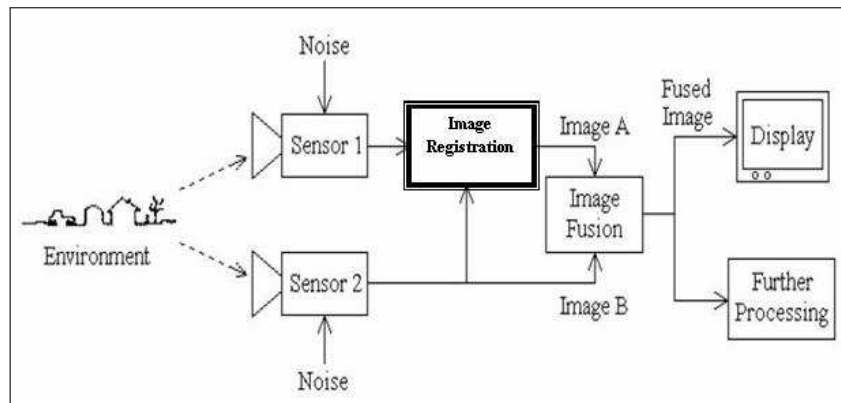 Noise
Sensor 1
Image
Registration
Image A
Fused
Image
Display
Environment
Image
Fusion
Sensor 2
Image B
Further
Processing
Noise